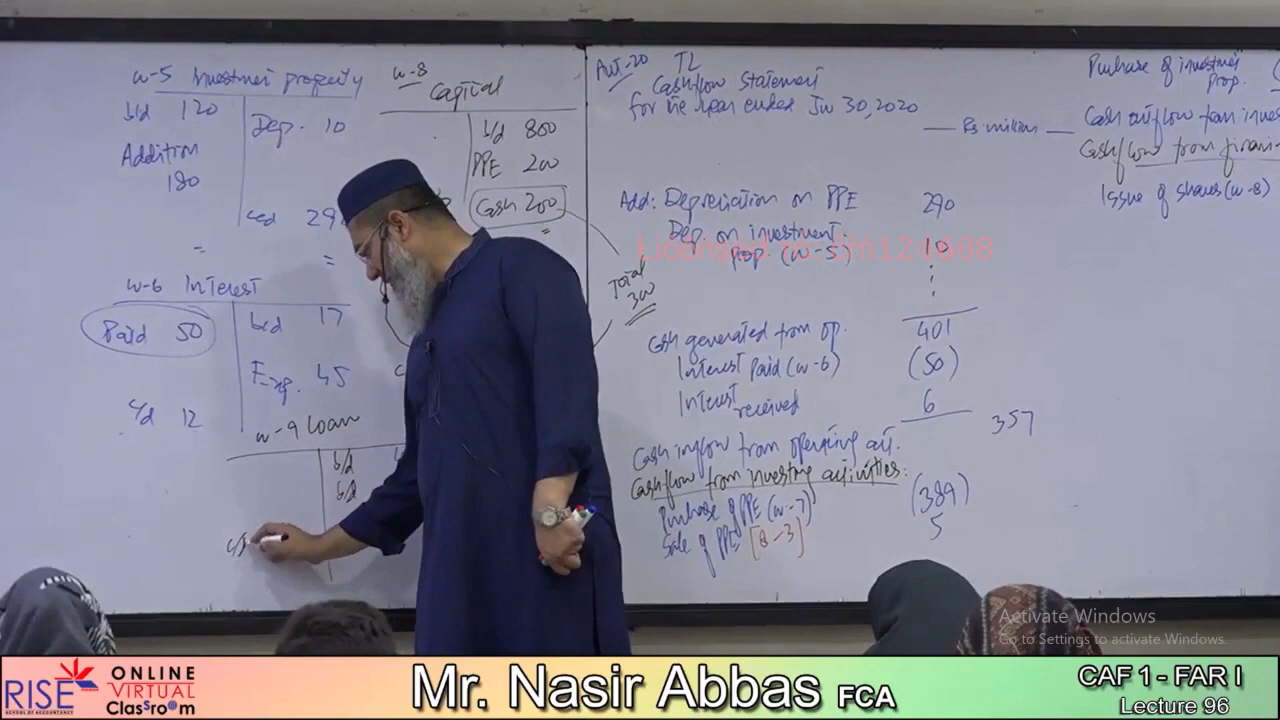 w-5 Investment property
b/d 120
Dep. 10
Addition
180
c/d 290
w-6 Interest
Paid 50
b/d 17
Exp. 45
c/d 12
w-8
Capital
b/d 800
PPE 200
Cash 200
Total
300
w-9 Loan
b/d
b/d
Aut-20 TL
Cashflow Statement
for the year ended Jun 30, 2020
Rs million
Add: Depreciation on PPE 290
Dep. on investment.
Prop. (w-5) 10
Cash generated from op. 401
Interest paid (w-6) (50)
Interest received 6
Cash inflow from operating act. 357
Cashflow from investing activities:
Purchase of PPE (w-7) (389)
Sale of PPE [8-3] 5
Purchase of investment
Prop.
Cash outflow from inves
Cashflow from finan
Issue of shares (w-8)
Activate Windows
Go to Settings to activate Windows.
RISE
SCHOOL OF ACCOUNTANCY
ONLINE
VIRTUAL
Classroom
Mr. Nasir Abbas FCA
CAF 1 - FAR I
Lecture 96